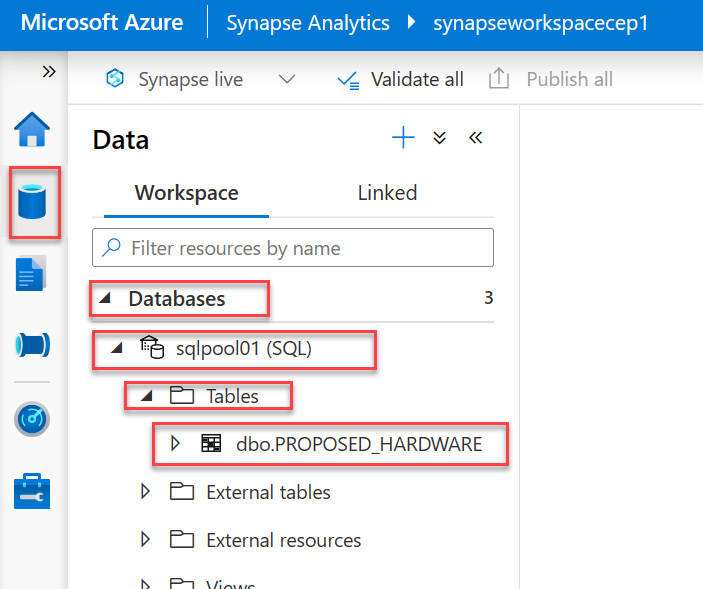 Microsoft Azure Synapse Analytics synapseworkspacecep1
Synapse live Validate all Publish all
Data
Workspace Linked
Filter resources by name
Databases 3
sqlpool01 (SQL)
Tables
dbo.PROPOSED_HARDWARE
External tables
External resources
Views